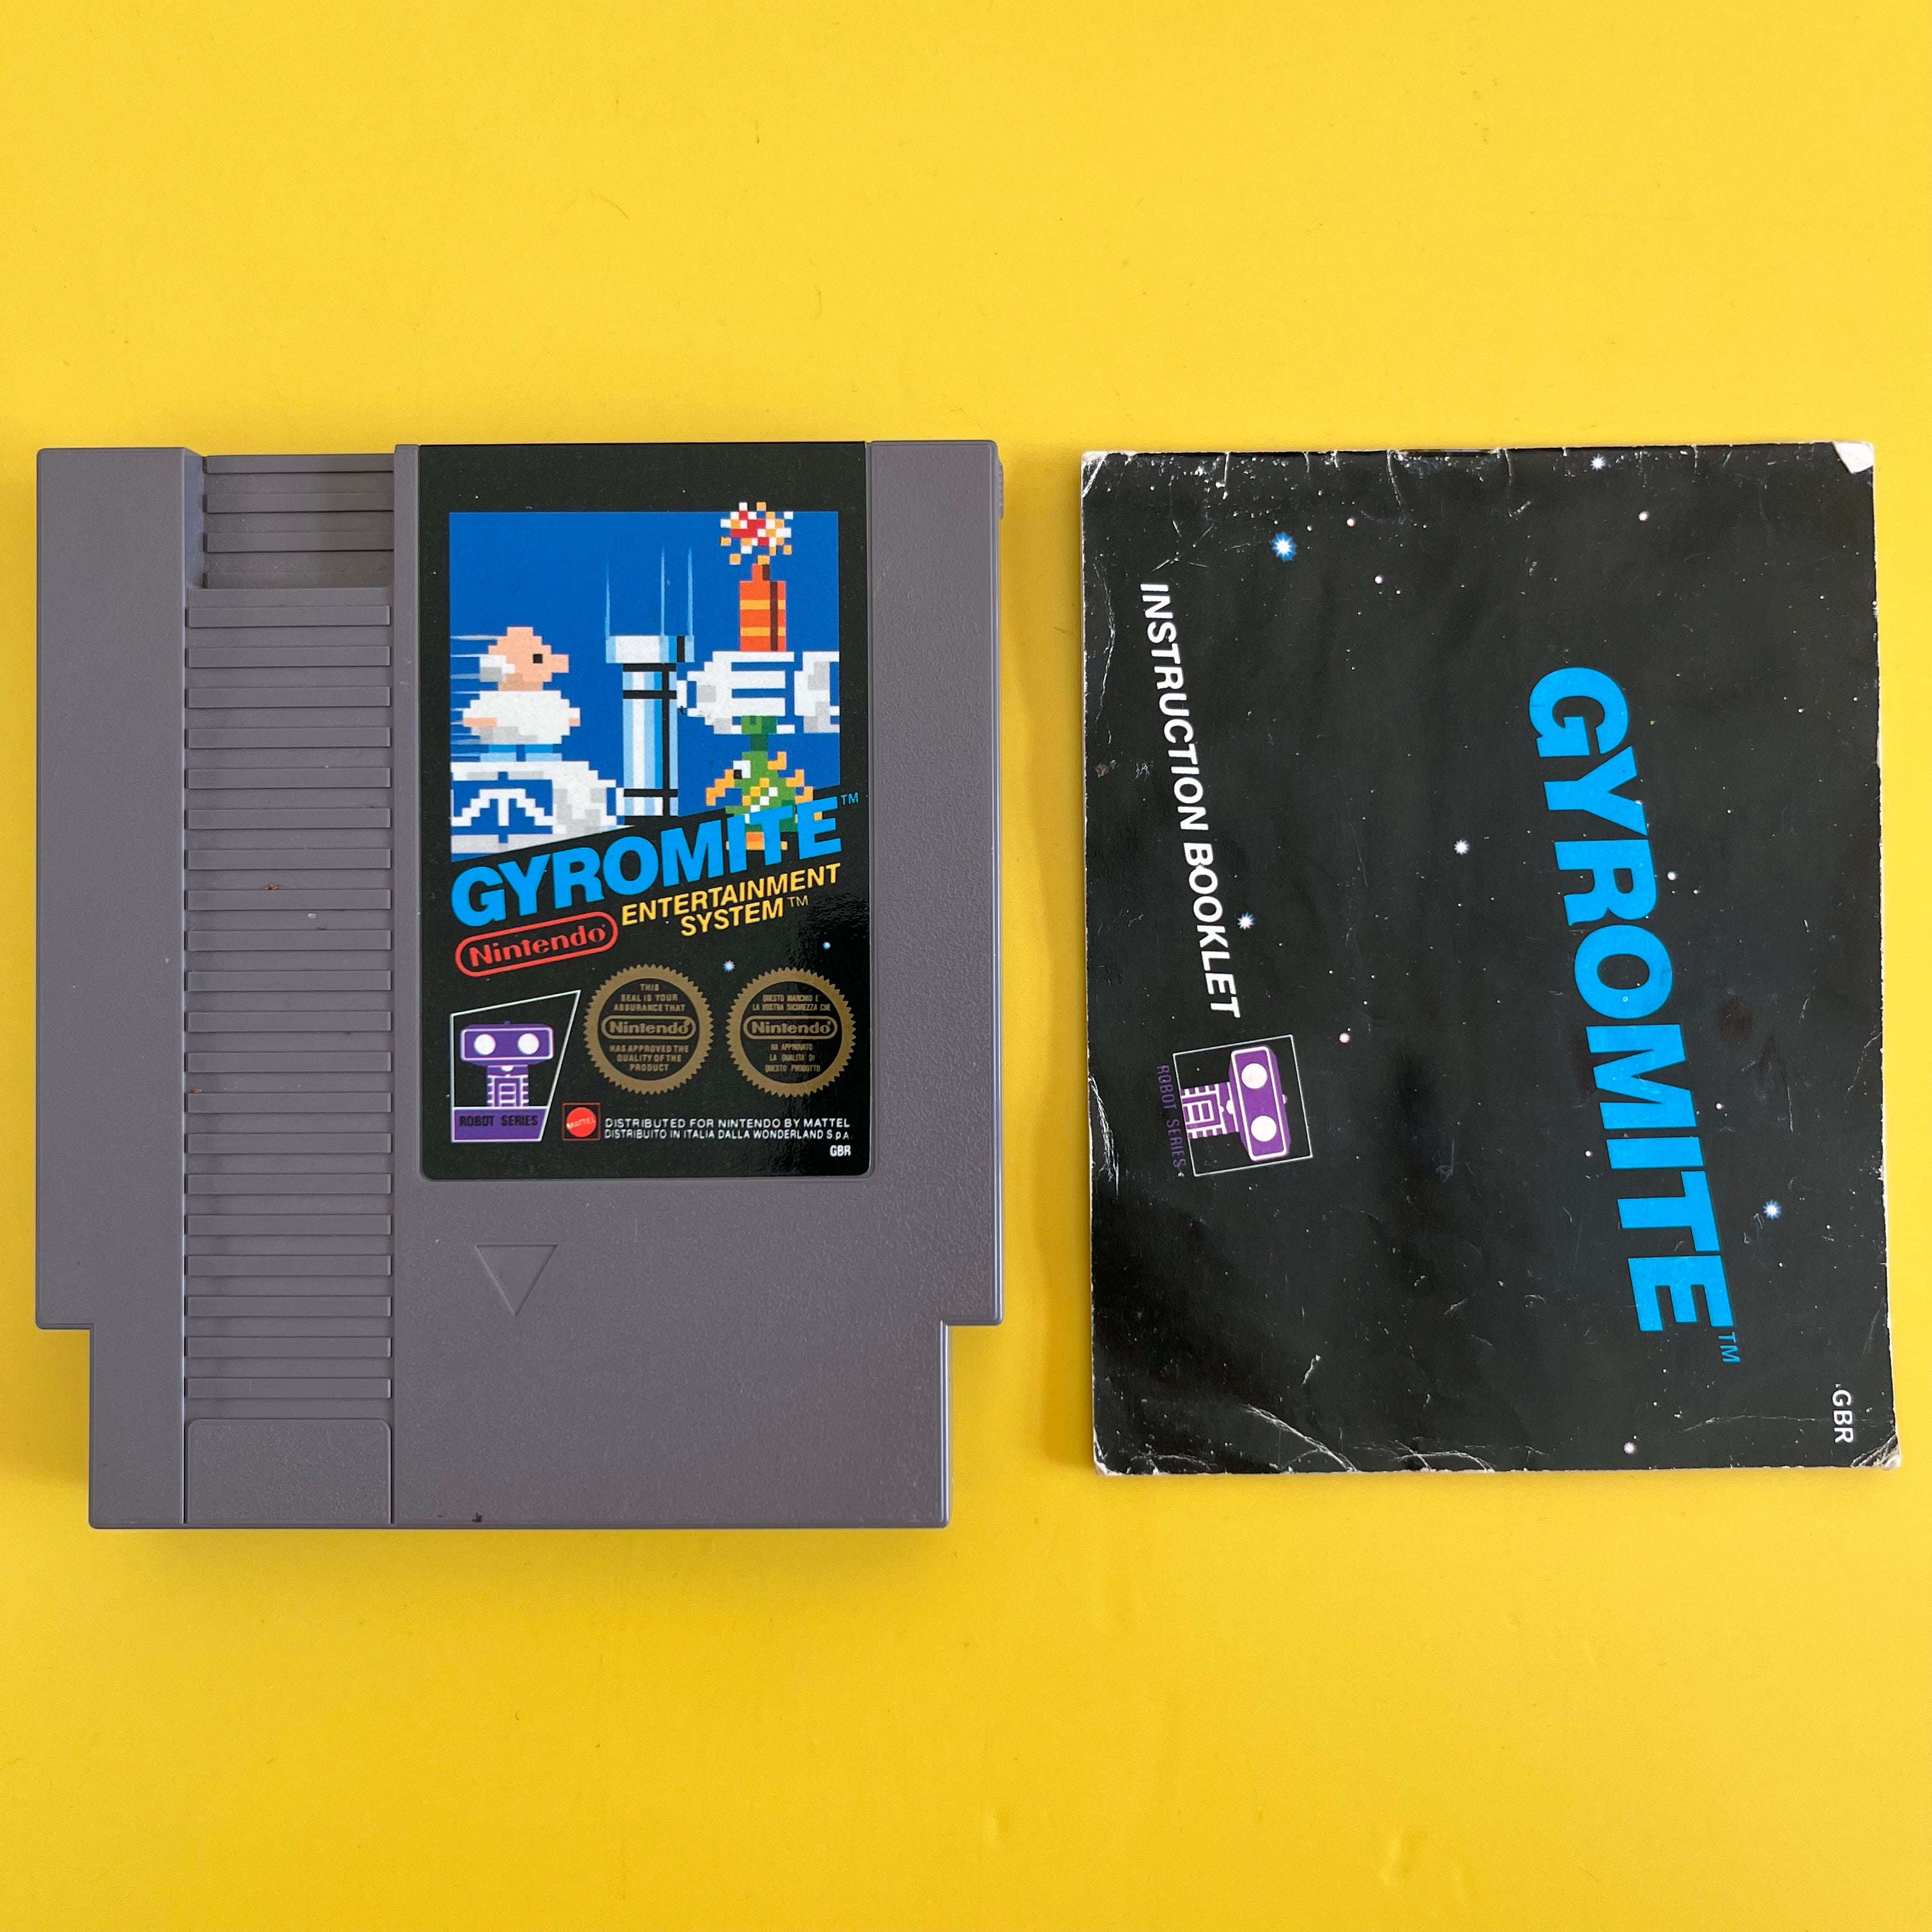 GYROMITE™
Nintendo®
ENTERTAINMENT
SYSTEM™
THIS
SEAL IS YOUR
ASSURANCE THAT
Nintendo®
HAS APPROVED THE
QUALITY OF THE
PRODUCT
QUESTO MARCHIO E
LA VOSTRA SICUREZZA CHE
Nintendo®
HA APPROVATO
LA QUALITA DI
QUESTO PRODOTTO
ROBOT SERIES
MATTEL
DISTRIBUTED FOR NINTENDO BY MATTEL
DISTRIBUITO IN ITALIA DALLA WONDERLAND S.p.A.
GBR
GBR
GYROMITE™
INSTRUCTION BOOKLET
ROBOT SERIES